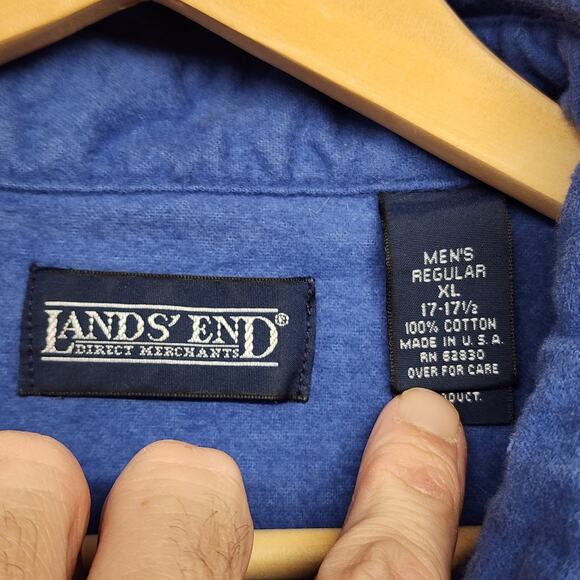 LANDS' END®
DIRECT MERCHANTS
MEN'S
REGULAR
XL
17-17½
100% COTTON
MADE IN U.S.A
RN 62830
OVER FOR CARE